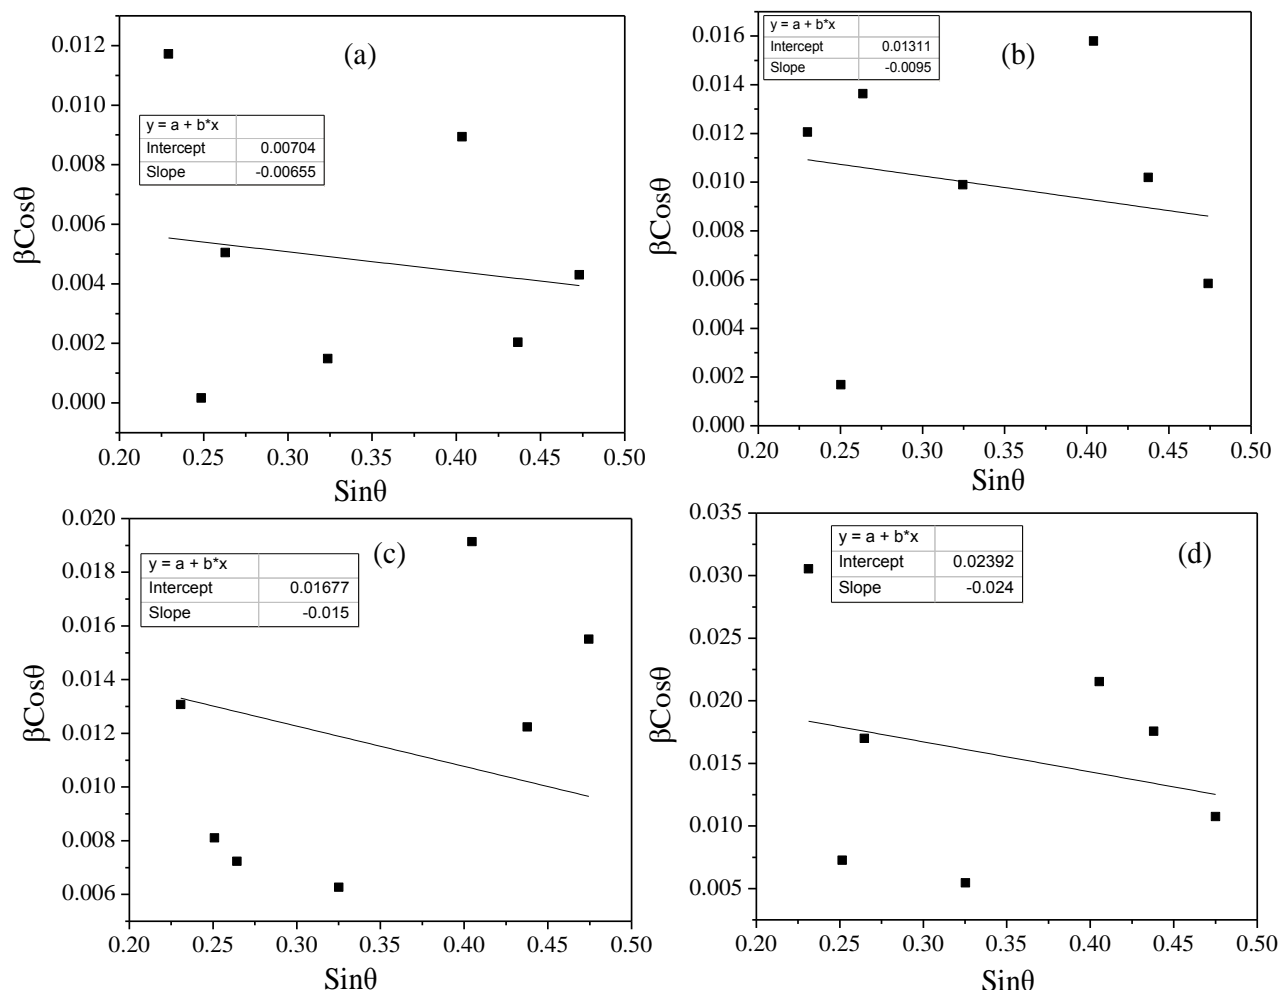 (a)
y = a + b*x
Intercept 0.00704
Slope -0.00655
0.012
0.010
0.008
0.006
0.004
0.002
0.000
βCosθ
0.20 0.25 0.30 0.35 0.40 0.45 0.50
Sinθ
(b)
y = a + b*x
Intercept 0.01311
Slope -0.0095
0.016
0.014
0.012
0.010
0.008
0.006
0.004
0.002
0.000
βCosθ
0.20 0.25 0.30 0.35 0.40 0.45 0.50
Sinθ
(c)
y = a + b*x
Intercept 0.01677
Slope -0.015
0.020
0.018
0.016
0.014
0.012
0.010
0.008
0.006
βCosθ
0.20 0.25 0.30 0.35 0.40 0.45 0.50
Sinθ
(d)
y = a + b*x
Intercept 0.02392
Slope -0.024
0.035
0.030
0.025
0.020
0.015
0.010
0.005
βCosθ
0.20 0.25 0.30 0.35 0.40 0.45 0.50
Sinθ